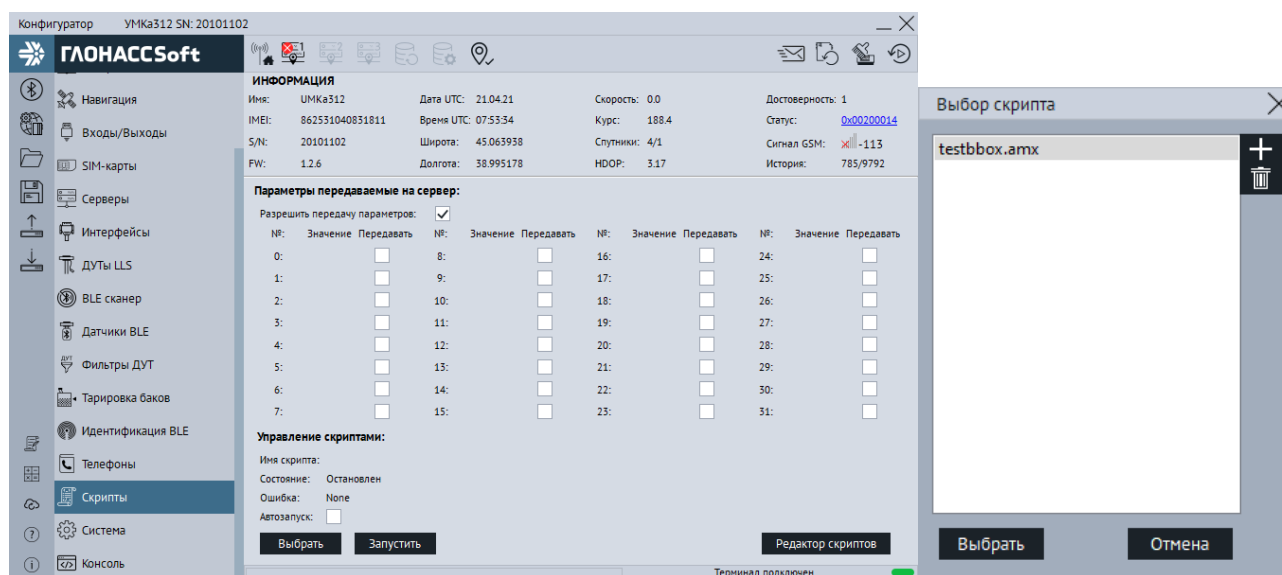 Конфигуратор УМКа312 SN: 20101102
ГЛОНАССSoft
Навигация
Входы/Выходы
SIM-карты
Серверы
Интерфейсы
ДУТы LLS
BLE сканер
Датчики BLE
Фильтры ДУТ
Тарировка баков
Идентификация BLE
Телефоны
Скрипты
Система
Консоль
ИНФОРМАЦИЯ
Имя: UMKa312 Дата UTC: 21.04.21 Скорость: 0.0 Достоверность: 1
IMEI: 862531040831811 Время UTC: 07:53:34 Курс: 188.4 Статус: 0x00200014
S/N: 20101102 Широта: 45.063938 Спутники: 4/1 Сигнал GSM: -113
FW: 1.2.6 Долгота: 38.995178 HDOP: 3.17 История: 785/9792
Параметры передаваемые на сервер:
Разрешить передачу параметров:
№: Значение Передавать №: Значение Передавать №: Значение Передавать №: Значение Передавать
0: 8: 16: 24:
1: 9: 17: 25:
2: 10: 18: 26:
3: 11: 19: 27:
4: 12: 20: 28:
5: 13: 21: 29:
6: 14: 22: 30:
7: 15: 23: 31:
Управление скриптами:
Имя скрипта:
Состояние: Остановлен
Ошибка: None
Автозапуск:
Выбрать Запустить Редактор скриптов
Терминал подключен
Выбор скрипта
testbbox.amx
Выбрать Отмена